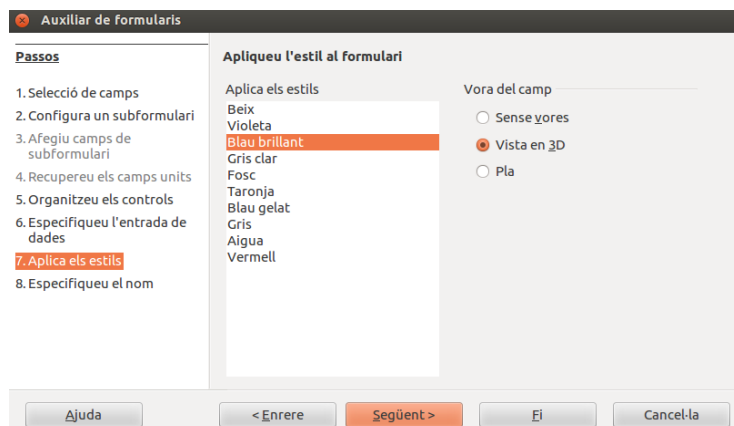 Auxiliar de formularis
Passos
1. Selecció de camps
2. Configura un subformulari
3. Afegiu camps de
subformulari
4. Recupereu els camps units
5. Organitzeu els controls
6. Especifiqueu l'entrada de
dades
7. Aplica els estils
8. Especifiqueu el nom
Apliqueu l'estil al formulari
Aplica els estils
Beix
Violeta
Blau brillant
Gris clar
Fosc
Taronja
Blau gelat
Gris
Aigua
Vermell
Vora del camp
Sense vores
Vista en 3D
Pla
Ajuda
< Enrere
Següent >
Fi
Cancel·la